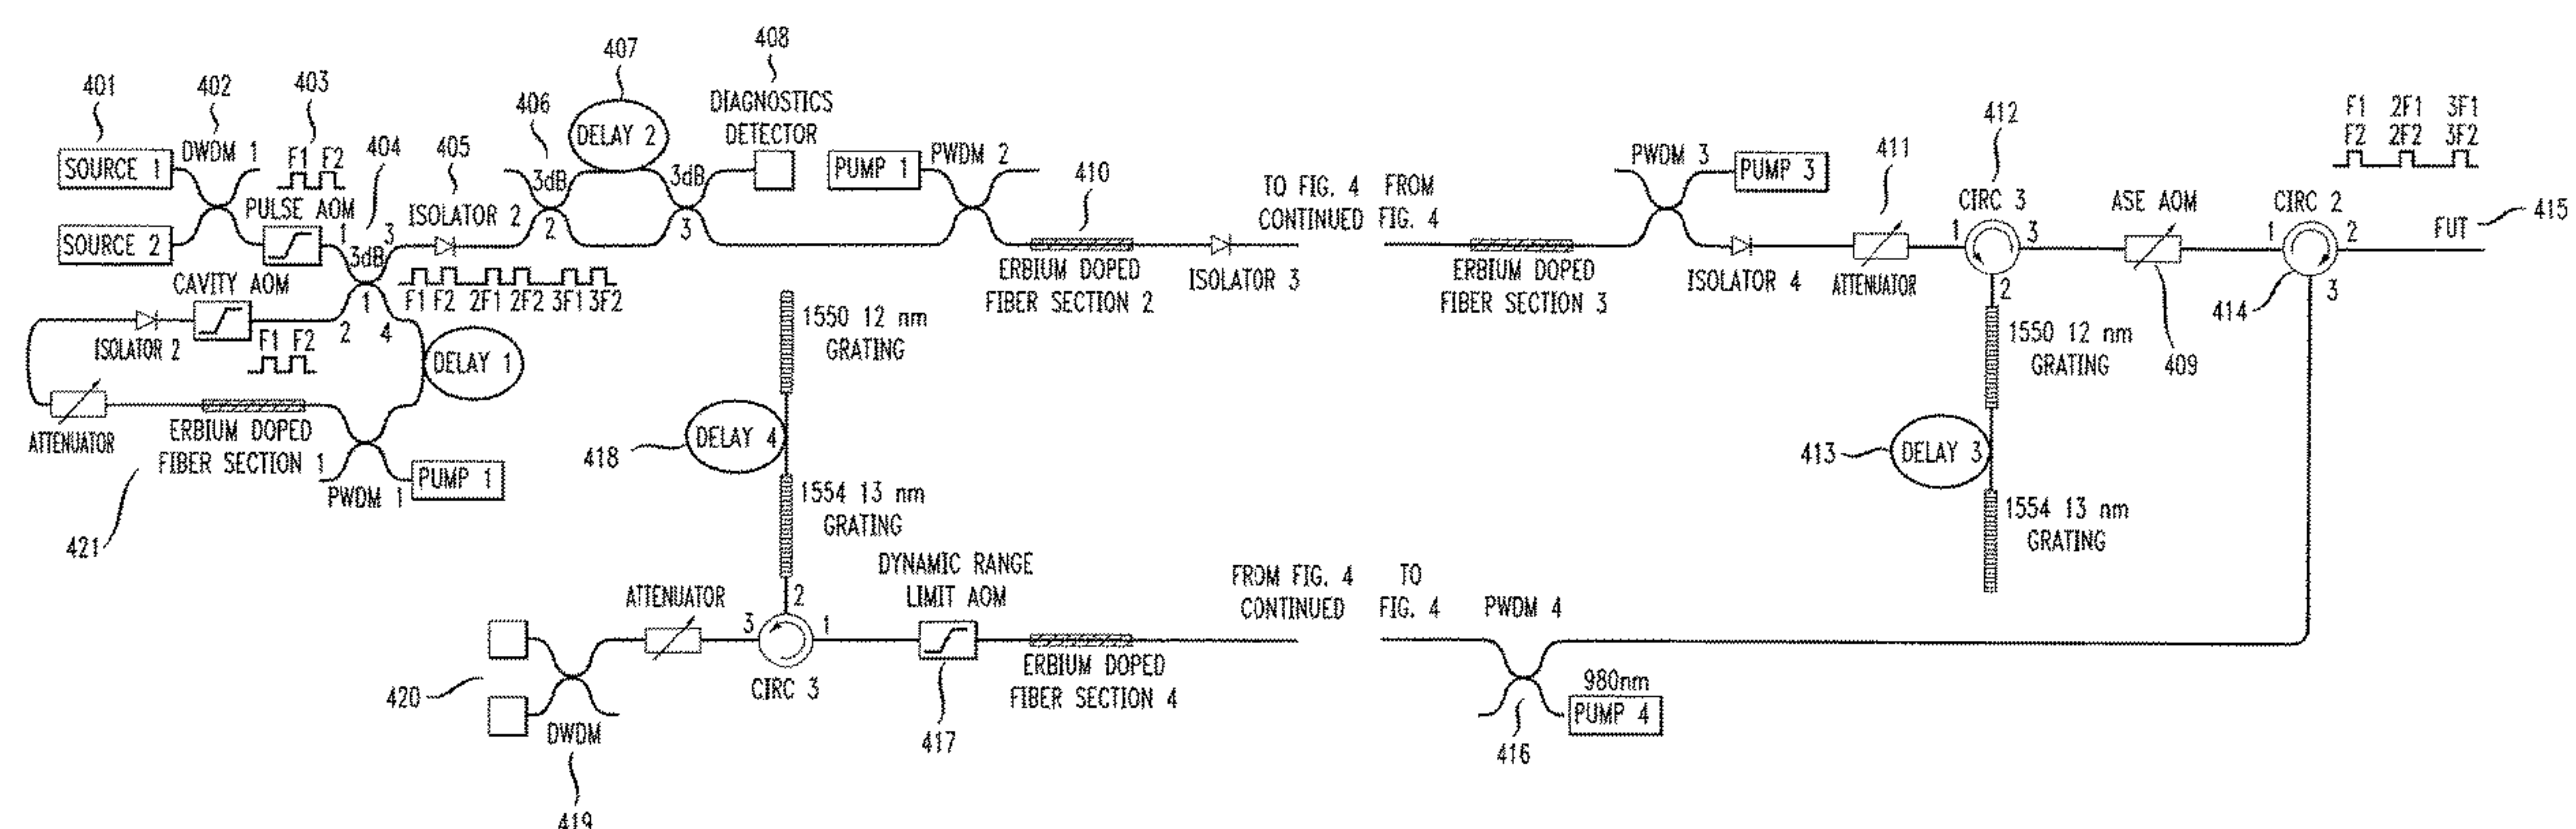 401
402
403
404
405
406
407
408
DIAGNOSTICS
DETECTOR
SOURCE 1
DWDM 1
F1 F2
PULSE AOM
SOURCE 2
1
3
3dB
1
2
4
CAVITY AOM
ISOLATOR 2
F1 F2
ISOLATOR 2
F1 F2 2F1 2F2 3F1 3F2
3dB
2
DELAY 2
3dB
3
DELAY 1
ATTENUATOR
ERBIUM DOPED
FIBER SECTION 1
1
PWDM 1
PUMP 1
421
PUMP 1
PWDM 2
410
ERBIUM DOPED
FIBER SECTION 2
ISOLATOR 3
TO FIG. 4
CONTINUED
FROM
FIG. 4
ERBIUM DOPED
FIBER SECTION 3
PWDM 3
PUMP 3
ISOLATOR 4
411
ATTENUATOR
412
CIRC 3
1
3
2
ASE AOM
409
CIRC 2
1
2
3
414
F1 2F1 3F1
F2 2F2 3F2
FUT
415
1550 12 nm
GRATING
413
DELAY 3
1554 13 nm
GRATING
1550 12 nm
GRATING
418
DELAY 4
1554 13 nm
GRATING
2
3
1
CIRC 3
ATTENUATOR
420
DWDM
419
DYNAMIC RANGE
LIMIT AOM
417
ERBIUM DOPED
FIBER SECTION 4
FROM FIG. 4
CONTINUED
TO
FIG. 4
PWDM 4
980nm
PUMP 4
416